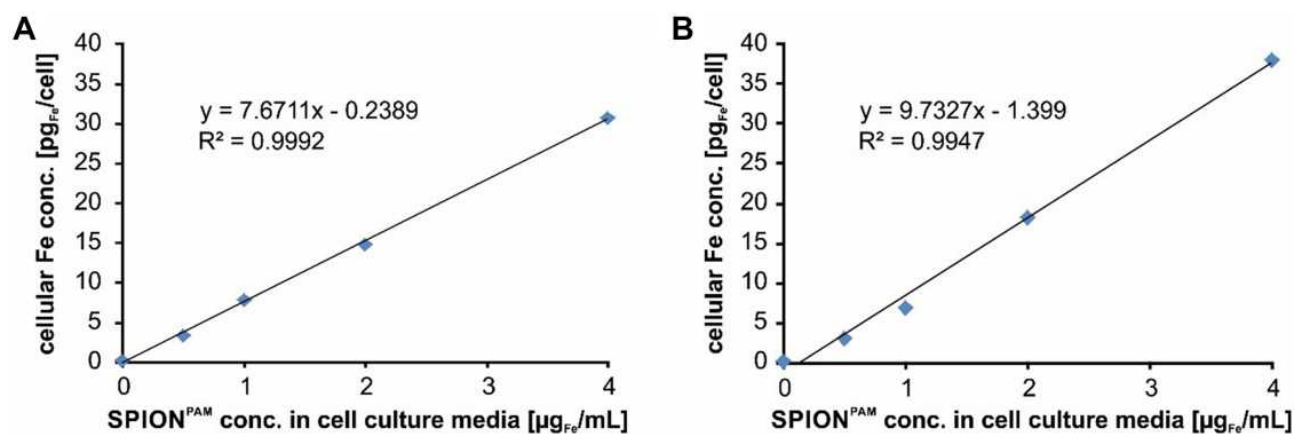 A
cellular Fe conc. [pgFe/cell]
40
35
30
25
20
15
10
5
0
y = 7.6711x - 0.2389
R² = 0.9992
0 1 2 3 4
SPIONᴾᴬᴹ conc. in cell culture media [µgFe/mL]
B
cellular Fe conc. [pgFe/cell]
40
35
30
25
20
15
10
5
0
y = 9.7327x - 1.399
R² = 0.9947
0 1 2 3 4
SPIONᴾᴬᴹ conc. in cell culture media [µgFe/mL]